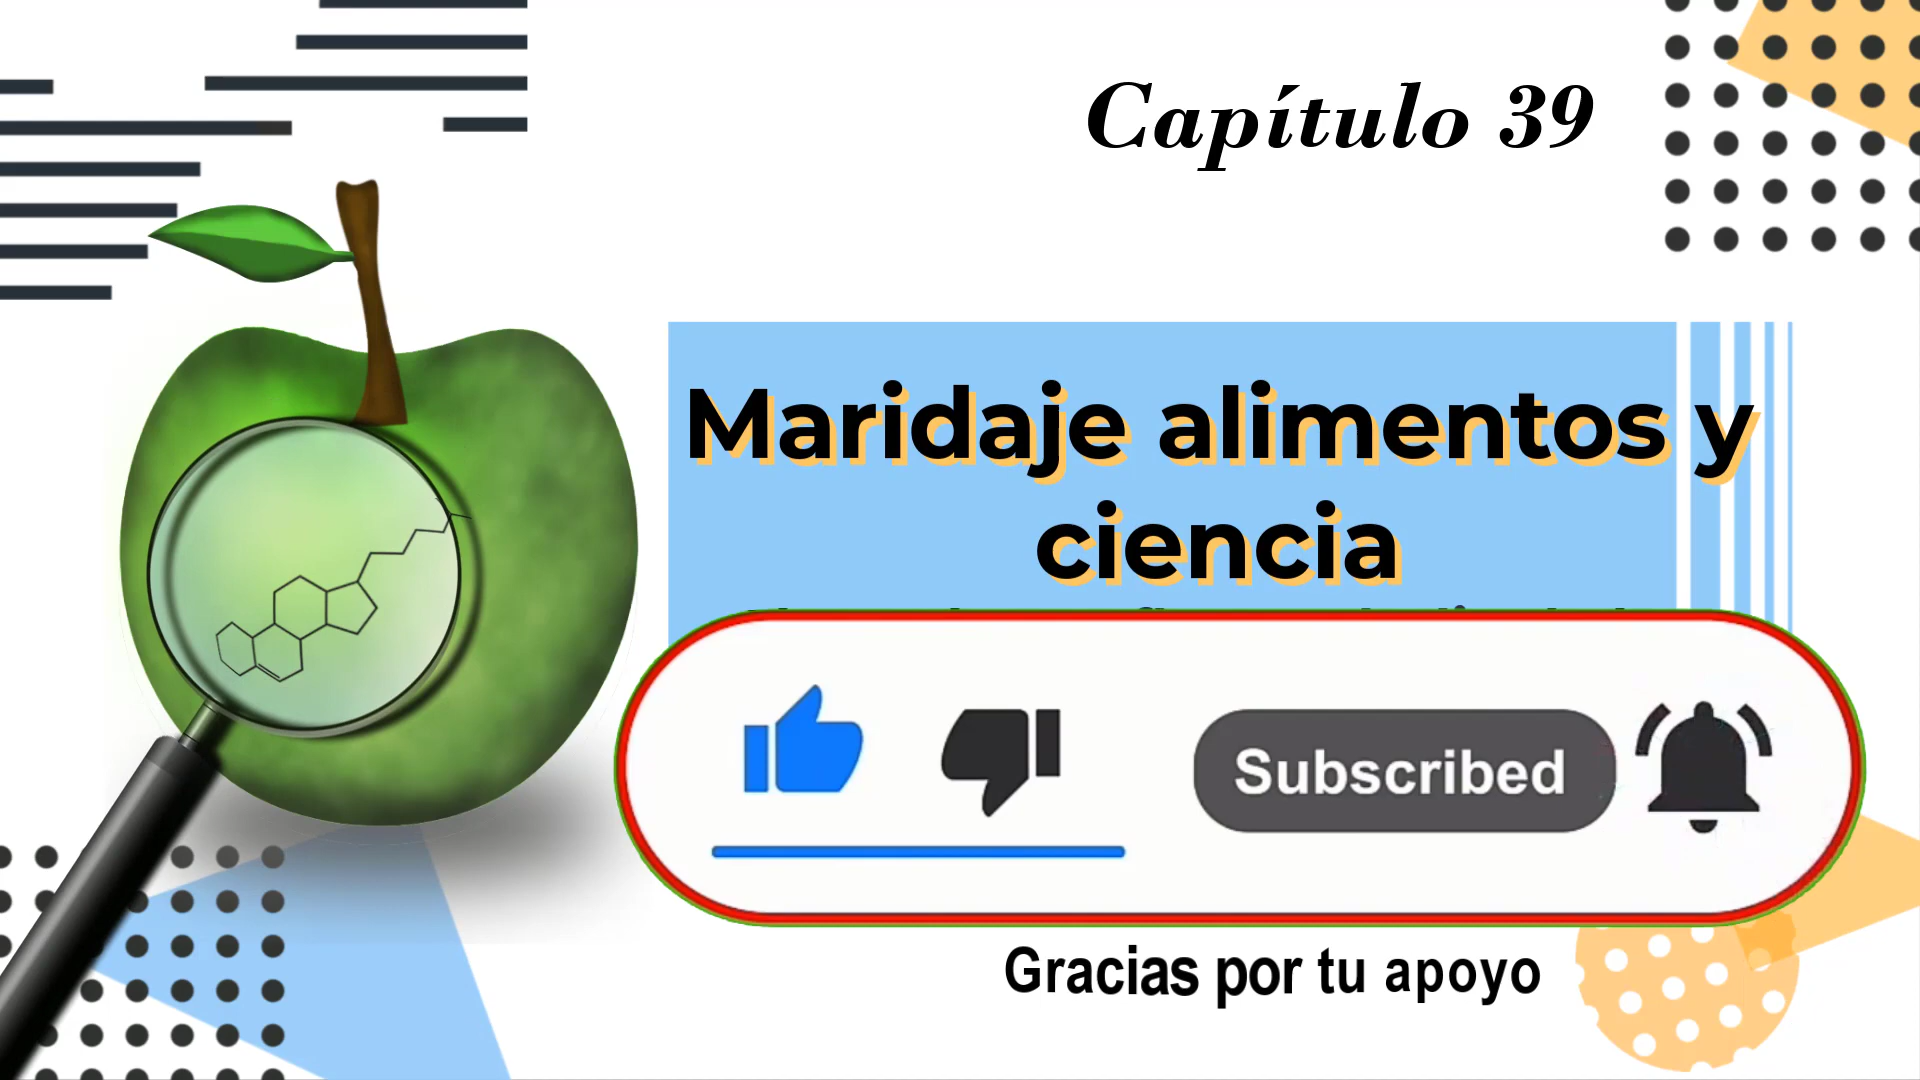 Capítulo 39
Maridaje alimentos y
ciencia
Subscribed
Gracias por tu apoyo